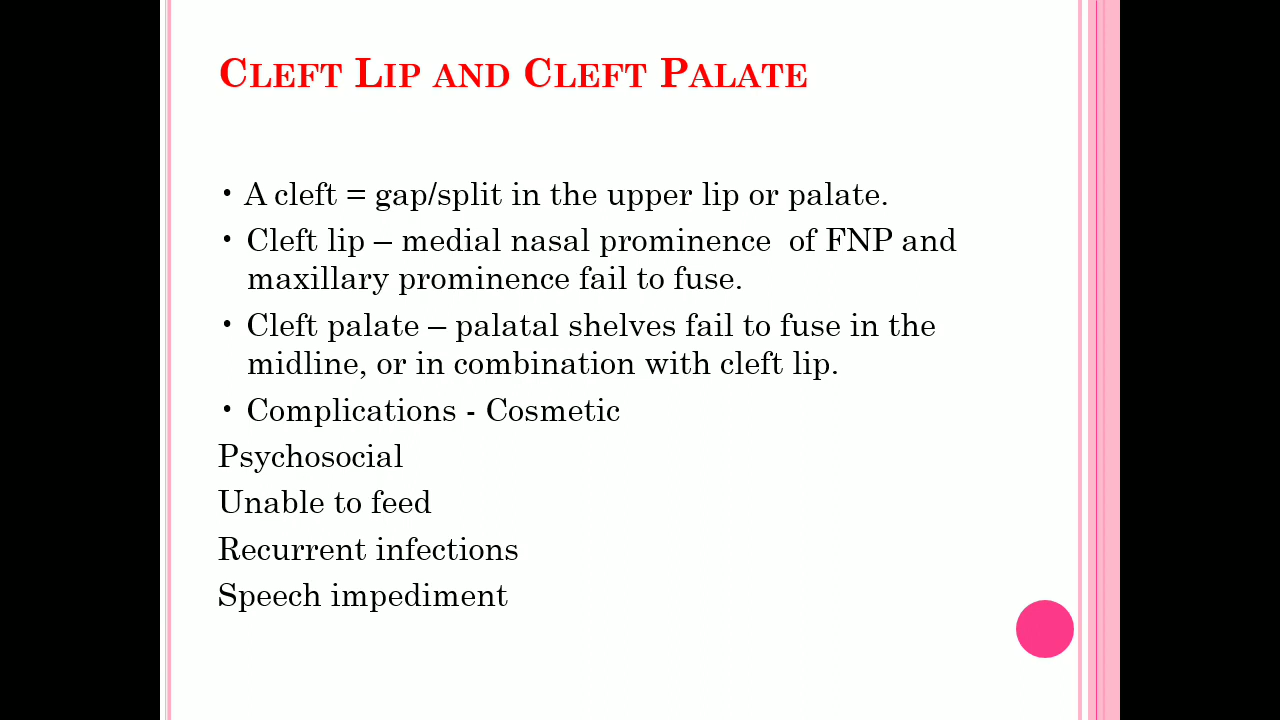 CLEFT LIP AND CLEFT PALATE
• A cleft = gap/split in the upper lip or palate.
• Cleft lip – medial nasal prominence  of FNP and
maxillary prominence fail to fuse.
• Cleft palate – palatal shelves fail to fuse in the
midline, or in combination with cleft lip.
• Complications - Cosmetic
Psychosocial
Unable to feed
Recurrent infections
Speech impediment